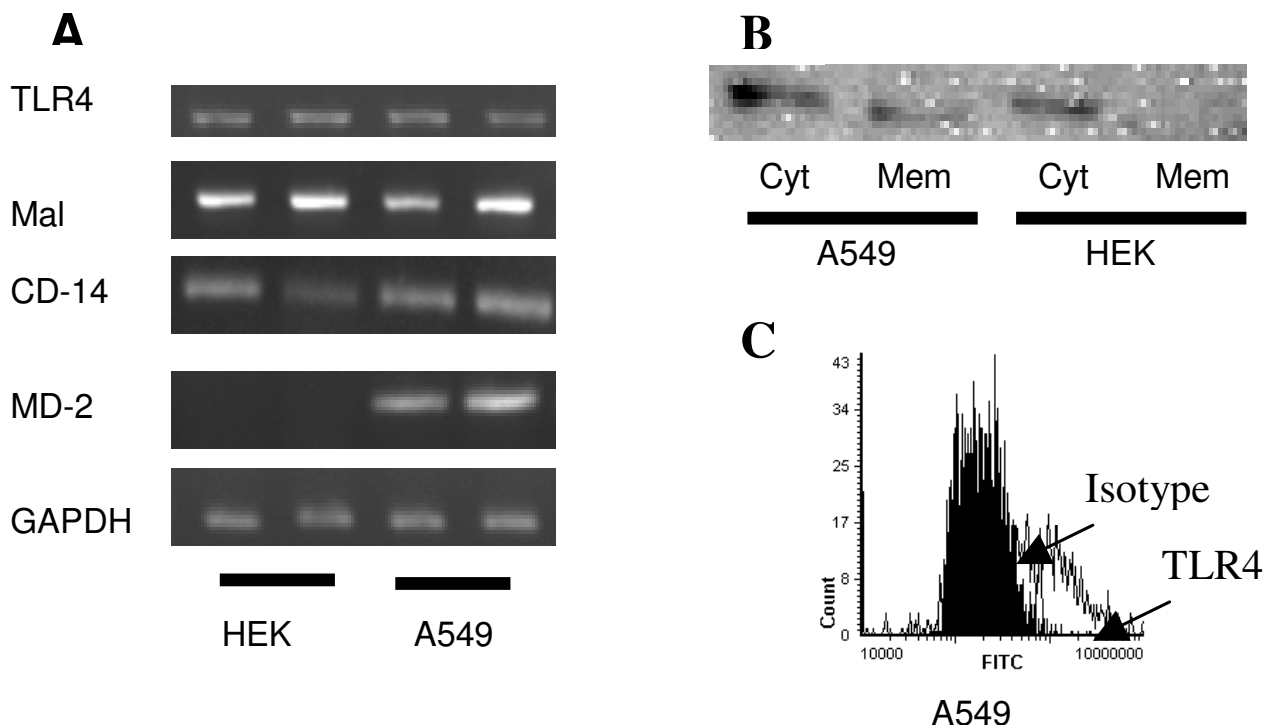 A
TLR4
Mal
CD-14
MD-2
GAPDH
HEK A549
B
Cyt Mem Cyt Mem
A549 HEK
C
43
34
25
17
8
0
Count
10000 10000000
FITC
Isotype
TLR4
A549